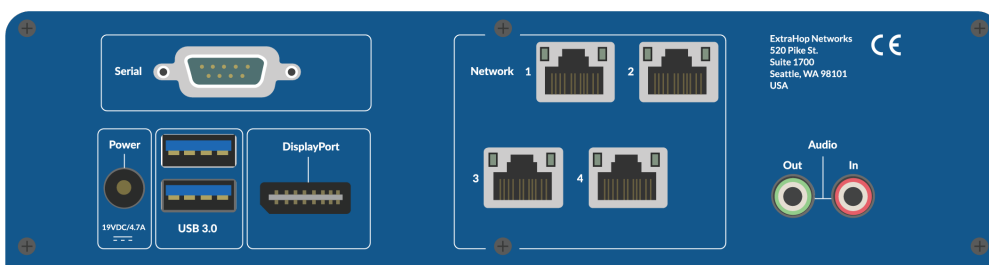 Serial
Network 1 2
3 4
ExtraHop Networks
520 Pike St.
Suite 1700
Seattle, WA 98101
USA
CE
Power
19VDC/4.7A
USB 3.0
DisplayPort
Audio
Out In